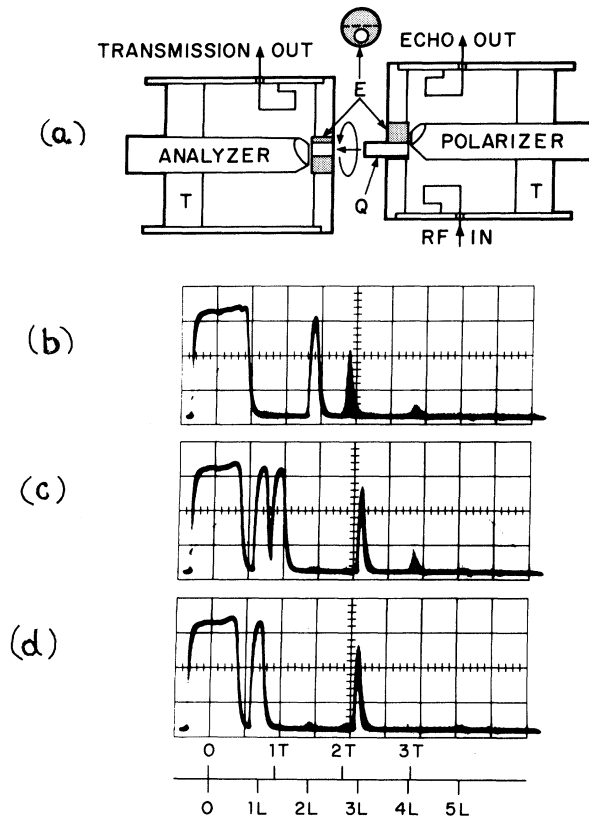 (a)
TRANSMISSION OUT
ECHO OUT
E
ANALYZER
POLARIZER
T
Q
T
RF IN
(b)
(c)
(d)
0 1T 2T 3T
0 1L 2L 3L 4L 5L